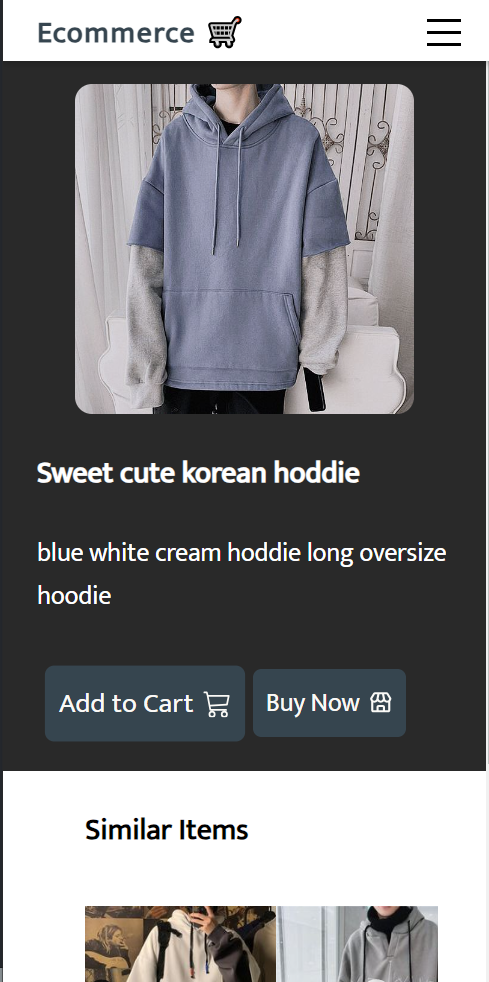 Ecommerce
Sweet cute korean hoddie
blue white cream hoddie long oversize
hoodie
Add to Cart
Buy Now
Similar Items